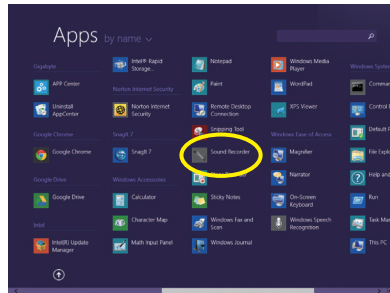 Apps by name
Gigabyte
APP Center
Uninstall
AppCenter
Google Chrome
Google Chrome
Google Drive
Google Drive
Intel
Intel(R) Update
Manager
Intel® Rapid
Storage...
Norton Internet Security
Norton Internet
Security
SnagIt 7
SnagIt 7
Windows Accessories
Calculator
Character Map
Math Input Panel
Notepad
Paint
Remote Desktop
Connection
Snipping Tool
Sound Recorder
Sticky Notes
Windows Fax and
Scan
Windows Journal
Windows Media
Player
WordPad
XPS Viewer
Windows Ease of Access
Magnifier
Narrator
On-Screen
Keyboard
Windows Speech
Recognition
Windows System
Control
Default
File
Help and
Run
Task
This PC